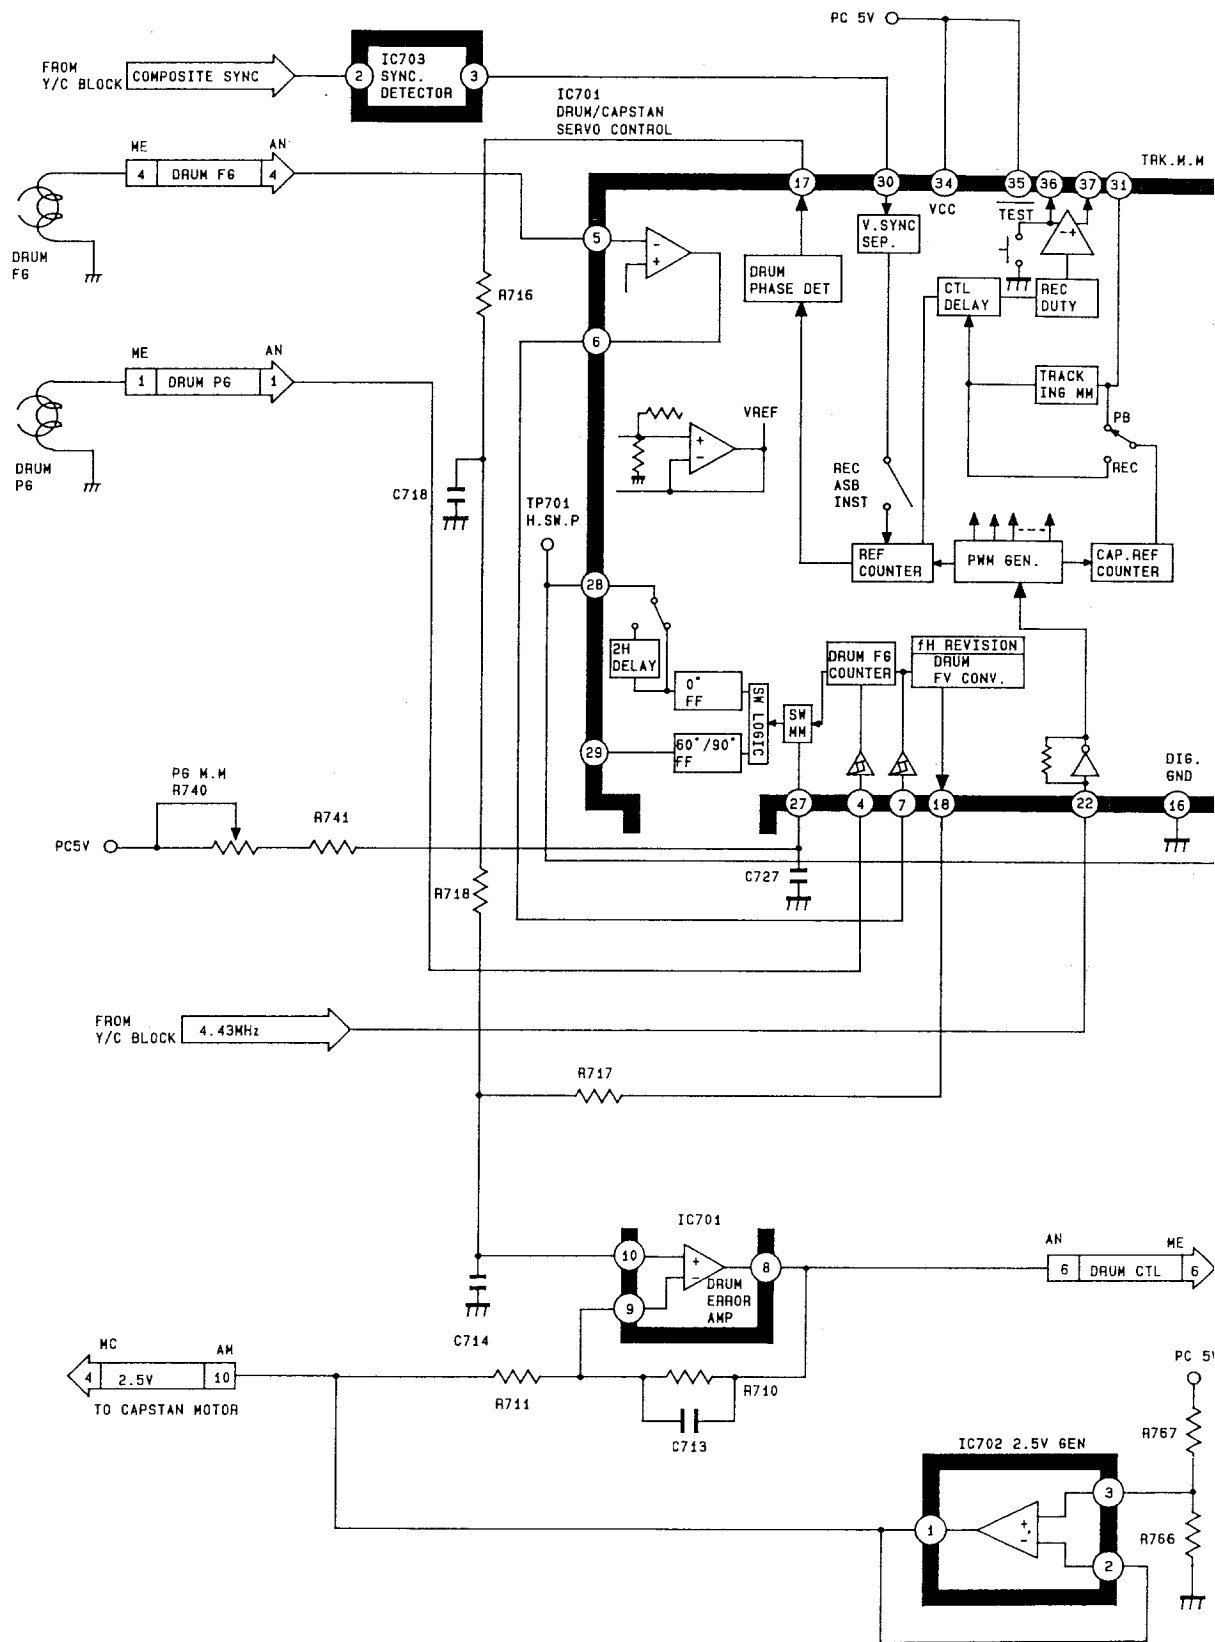 PC 5V
FROM
Y/C BLOCK
COMPOSITE SYNC
2
IC703
SYNC.
DETECTOR
3
IC701
DRUM/CAPSTAN
SERVO CONTROL
ME
AN
4
DRUM FG
4
DRUM
FG
TRK.M.M
17
30
34
35
36
37
31
VCC
TEST
5
-
+
V.SYNC
SEP.
-+
DRUM
PHASE DET
CTL
DELAY
REC
DUTY
R716
6
ME
AN
1
DRUM PG
1
DRUM
PG
TRACK
ING MM
PB
REC
VREF
+
-
C718
TP701
H.SW.P
REC
ASB
INST
REF
COUNTER
PWM GEN.
CAP.REF
COUNTER
28
2H
DELAY
0°
FF
SW LOGIC
SW
MM
DRUM FG
COUNTER
fH REVISION
DRUM
FV CONV.
29
60°/90°
FF
DIG.
GND
27
4
7
18
22
16
PG M.M
R740
PC5V
R741
R718
C727
FROM
Y/C BLOCK
4.43MHz
R717
IC701
10
+
-
8
9
DRUM
ERROR
AMP
AN
ME
6
DRUM CTL
6
C714
MC
AM
4
2.5V
10
TO CAPSTAN MOTOR
R711
R710
C713
PC 5V
R767
IC702 2.5V GEN
3
1
+
-
2
R766